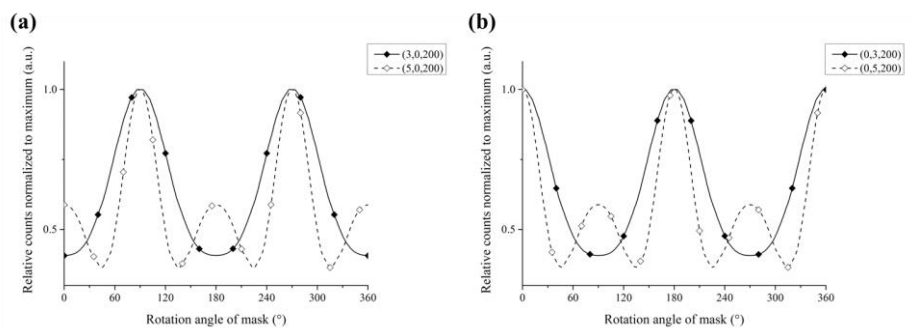 (a)
(3,0,200)
(5,0,200)
Relative counts normalized to maximum (a.u.)
1.0
0.5
0 60 120 180 240 300 360
Rotation angle of mask (°)
(b)
(0,3,200)
(0,5,200)
Relative counts normalized to maximum (a.u.)
1.0
0.5
0 60 120 180 240 300 360
Rotation angle of mask (°)